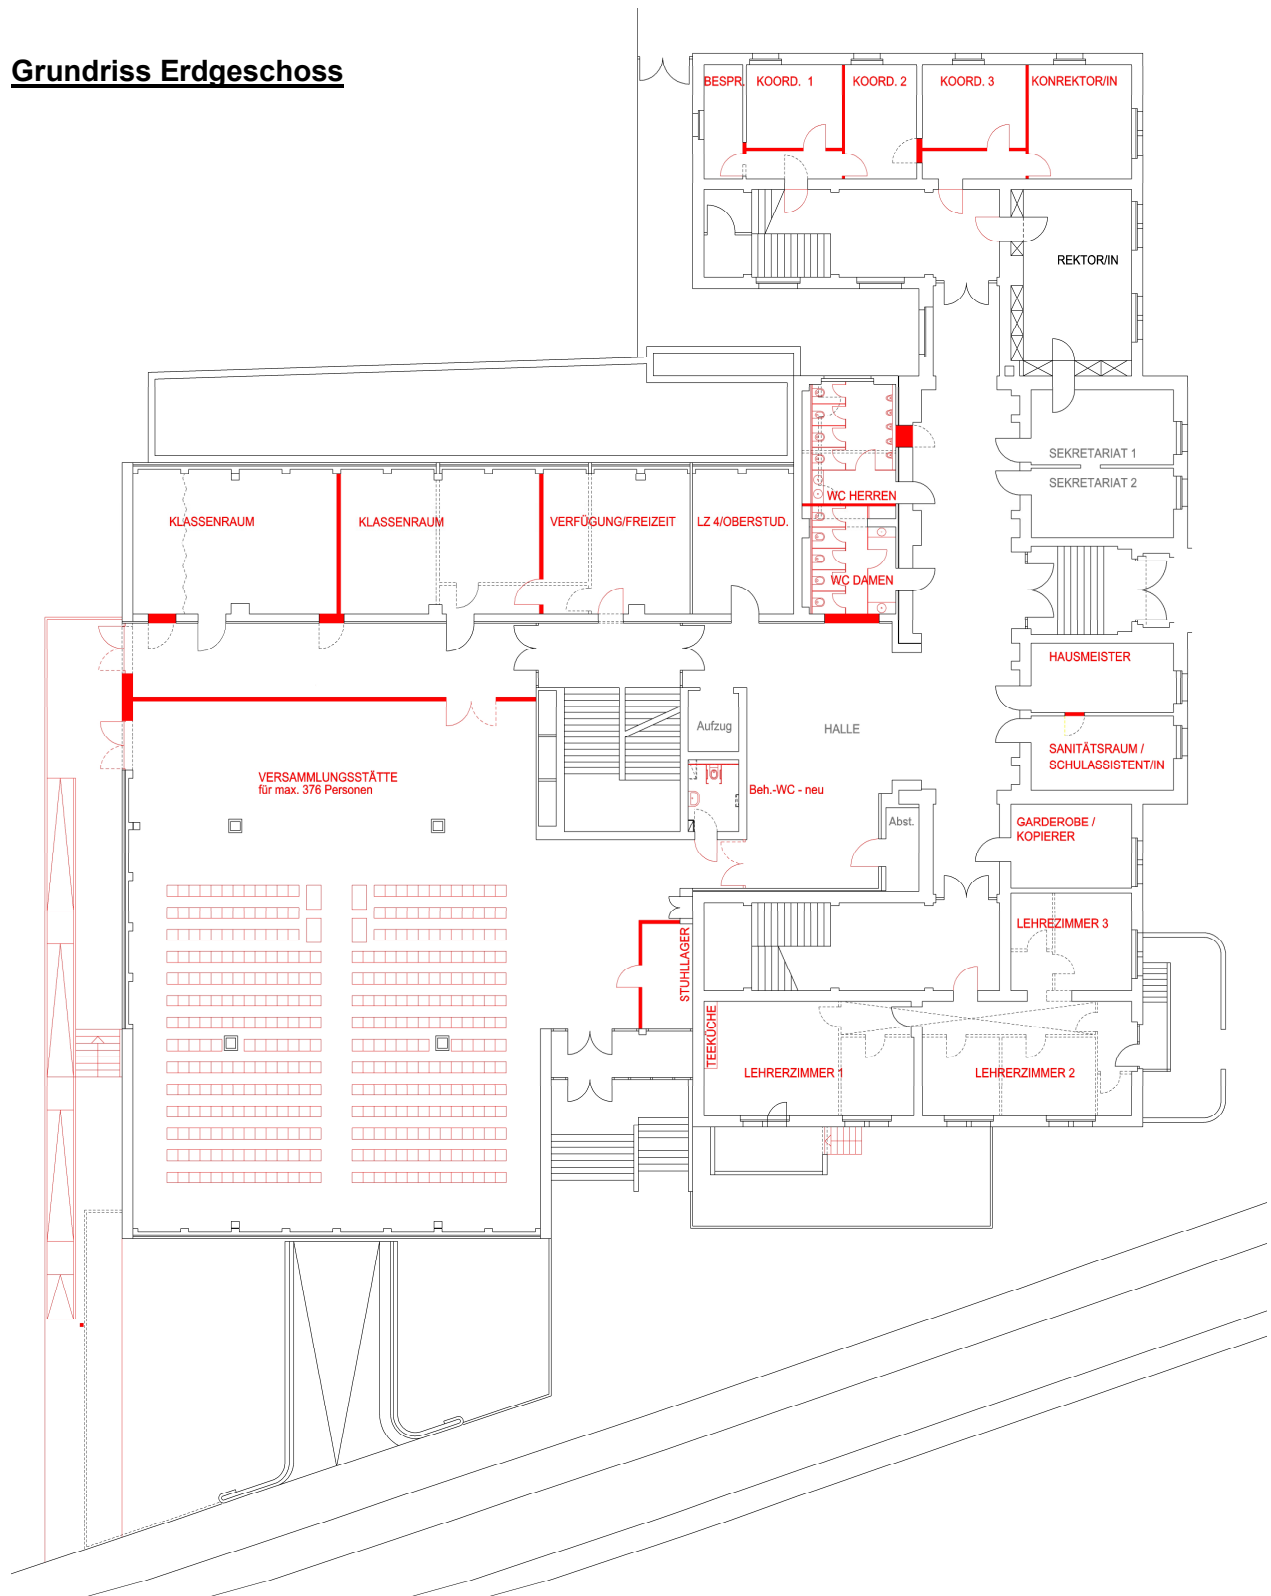 Grundriss Erdgeschoss
BESPR.
KOORD. 1
KOORD. 2
KOORD. 3
KONREKTOR/IN
REKTOR/IN
SEKRETARIAT 1
SEKRETARIAT 2
WC HERREN
KLASSENRAUM
KLASSENRAUM
VERFÜGUNG/FREIZEIT
LZ 4/OBERSTUD.
WC DAMEN
HAUSMEISTER
Aufzug
HALLE
SANITÄTSRAUM /
SCHULASSISTENT/IN
VERSAMMLUNGSSTÄTTE
für max. 376 Personen
Beh.-WC - neu
Abst.
GARDEROBE /
KOPIERER
LEHREZIMMER 3
STUHLLAGER
TEEKÜCHE
LEHRERZIMMER 1
LEHRERZIMMER 2